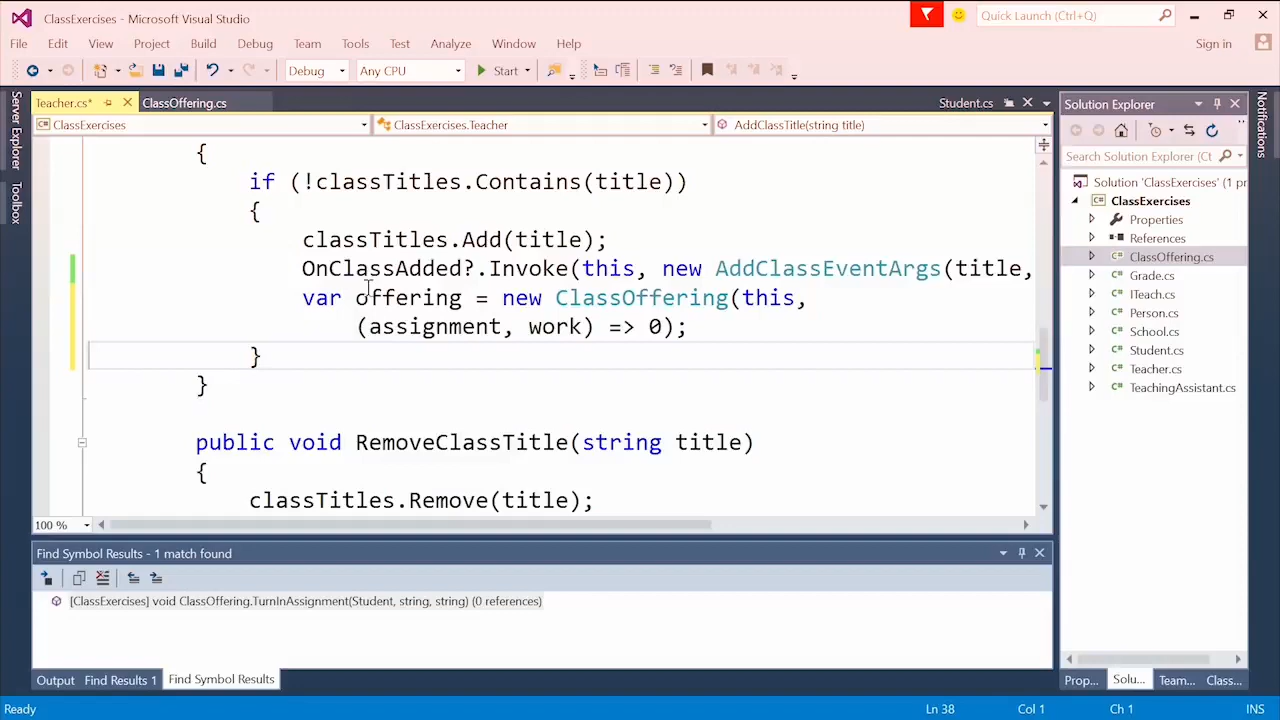 ClassExercises - Microsoft Visual Studio
Quick Launch (Ctrl+Q)
File Edit View Project Build Debug Team Tools Test Analyze Window Help
Sign in
Debug Any CPU Start
Server Explorer
Toolbox
Teacher.cs* ClassOffering.cs Student.cs
ClassExercises ClassExercises.Teacher AddClassTitle(string title)
{
if (!classTitles.Contains(title))
{
classTitles.Add(title);
OnClassAdded?.Invoke(this, new AddClassEventArgs(title,
var offering = new ClassOffering(this,
(assignment, work) => 0);
}
}
public void RemoveClassTitle(string title)
{
classTitles.Remove(title);
100 %
Find Symbol Results - 1 match found
[ClassExercises] void ClassOffering.TurnInAssignment(Student, string, string) (0 references)
Output Find Results 1 Find Symbol Results
Solution Explorer
Search Solution Explorer (Ct
Solution 'ClassExercises' (1 pr
ClassExercises
Properties
References
C# ClassOffering.cs
C# Grade.cs
C# ITeach.cs
C# Person.cs
C# School.cs
C# Student.cs
C# Teacher.cs
C# TeachingAssistant.cs
Prop... Solu... Team... Class...
Notifications
Ready Ln 38 Col 1 Ch 1 INS